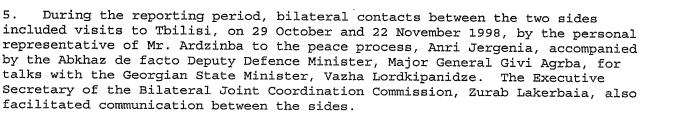 5. During the reporting period, bilateral contacts between the two sides
included visits to Tbilisi, on 29 October and 22 November 1998, by the personal
representative of Mr. Ardzinba to the peace process, Anri Jergenia, accompanied
by the Abkhaz de facto Deputy Defence Minister, Major General Givi Agrba, for
talks with the Georgian State Minister, Vazha Lordkipanidze. The Executive
Secretary of the Bilateral Joint Coordination Commission, Zurab Lakerbaia, also
facilitated communication between the sides.